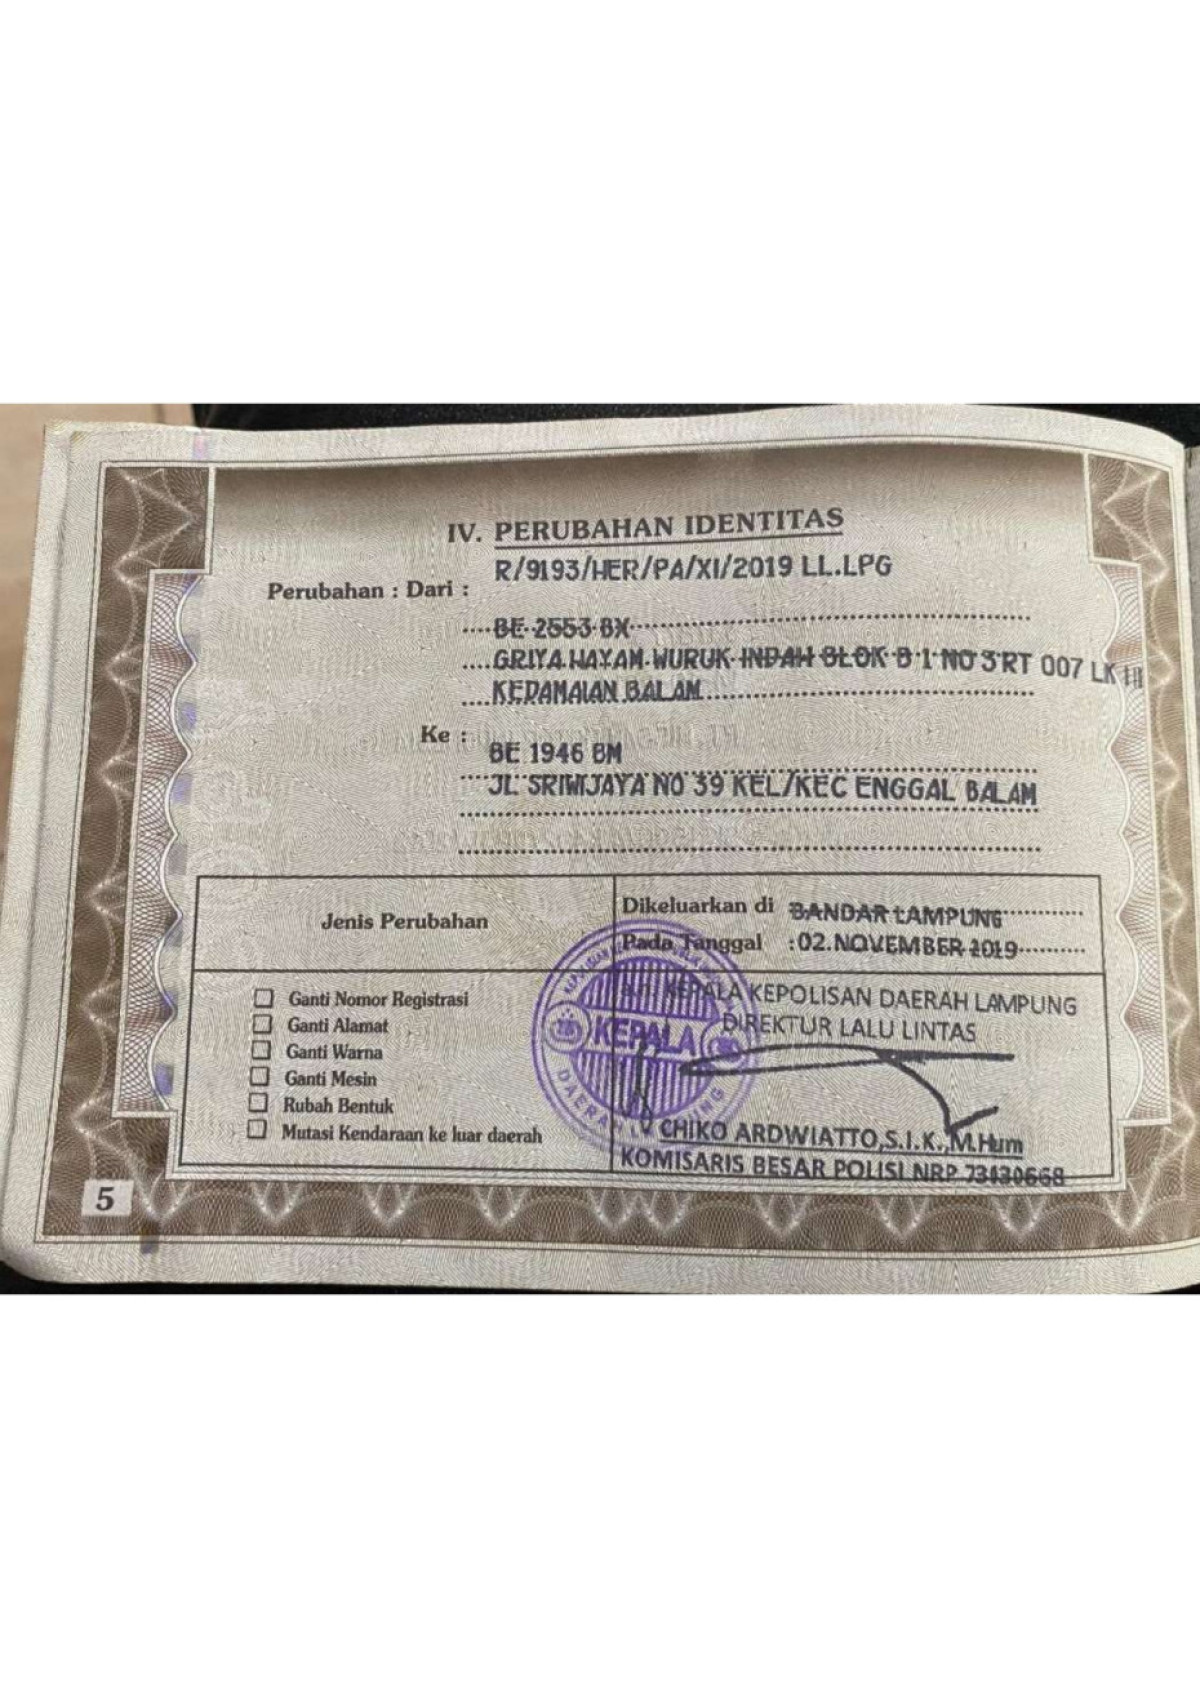 IV. PERUBAHAN IDENTITAS
R/9193/HER/PA/XI/2019 LL.LPG
Perubahan : Dari :
BE 2553 BX
GRIYA HAYAM WURUK INDAH BLOK B 1 NO 3 RT 007 LK III
KEDAMAIAN BALAM
Ke :
BE 1946 BM
JL SRIWIJAYA NO 39 KEL/KEC ENGGAL BALAM
Jenis Perubahan
Dikeluarkan di BANDAR LAMPUNG
Pada Tanggal : 02 NOVEMBER 2019
Ganti Nomor Registrasi
Ganti Alamat
Ganti Warna
Ganti Mesin
Rubah Bentuk
Mutasi Kendaraan ke luar daerah
a.n. KEPALA KEPOLISAN DAERAH LAMPUNG
DIREKTUR LALU LINTAS
KEPALA
DAERAH LAMPUNG
CHIKO ARDWIATTO,S.I.K.,M.Hum
KOMISARIS BESAR POLISI NRP 73130668
5